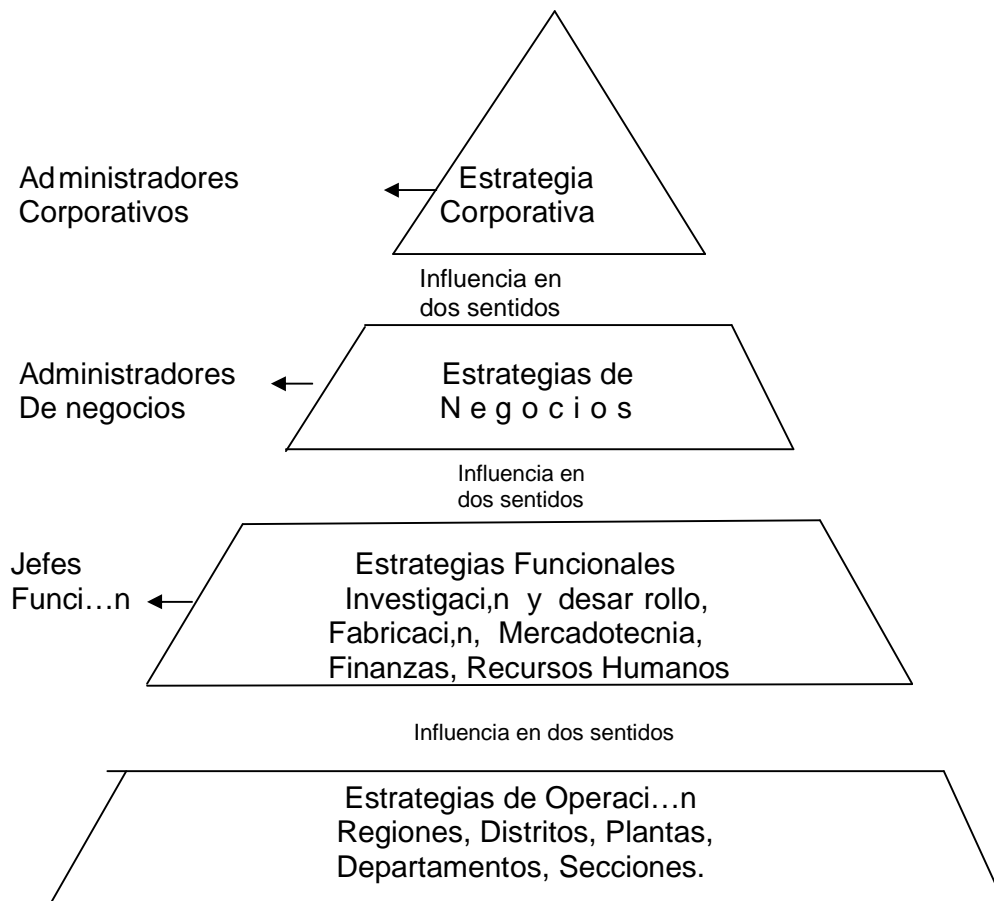 Administradores
Corporativos
Estrategia
Corporativa
Influencia en
dos sentidos
Administradores
De negocios
Estrategias de
N e g o c i o s
Influencia en
dos sentidos
Jefes
Funci…n
Estrategias Funcionales
Investigaci,n y desar rollo,
Fabricaci,n, Mercadotecnia,
Finanzas, Recursos Humanos
Influencia en dos sentidos
Estrategias de Operaci…n
Regiones, Distritos, Plantas,
Departamentos, Secciones.